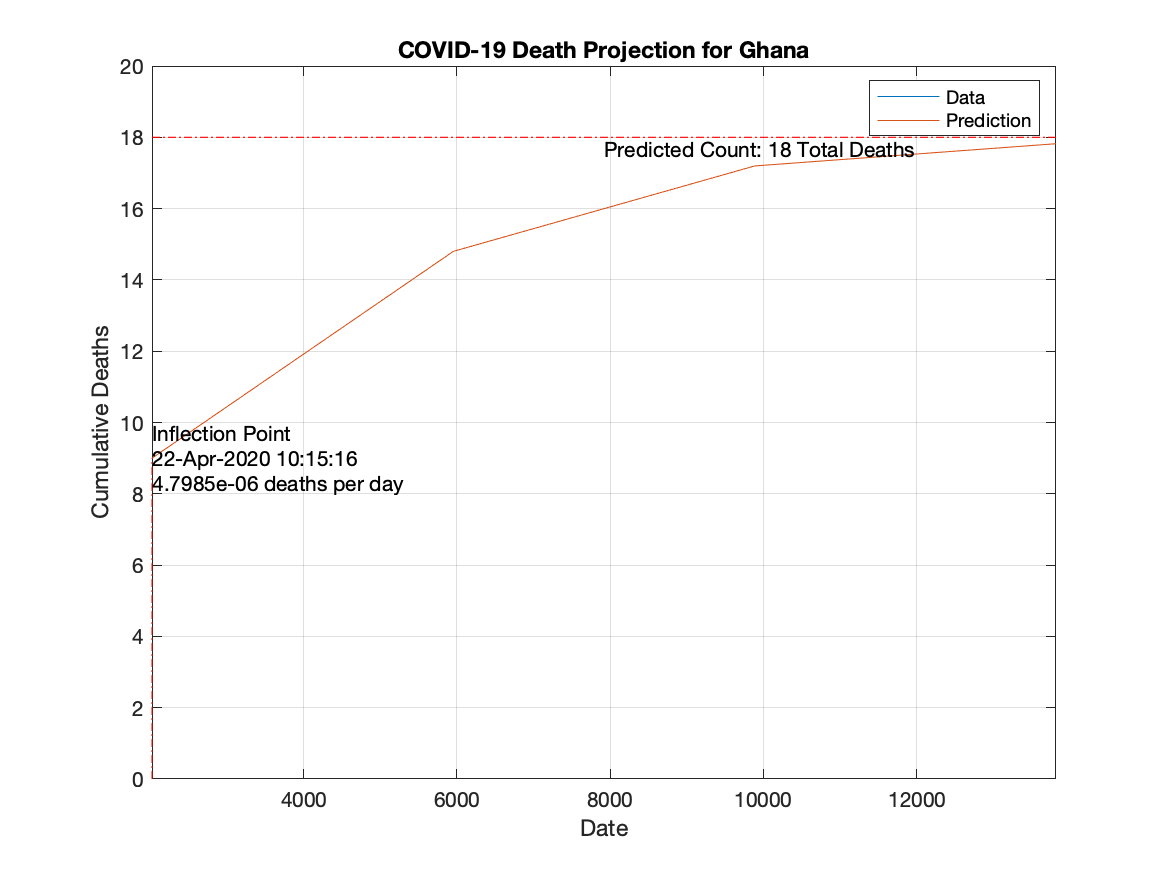 COVID-19 Death Projection for Ghana
20
18
16
14
12
10
8
6
4
2
0
Cumulative Deaths
Data
Prediction
Predicted Count: 18 Total Deaths
Inflection Point
22-Apr-2020 10:15:16
4.7985e-06 deaths per day
4000 6000 8000 10000 12000
Date